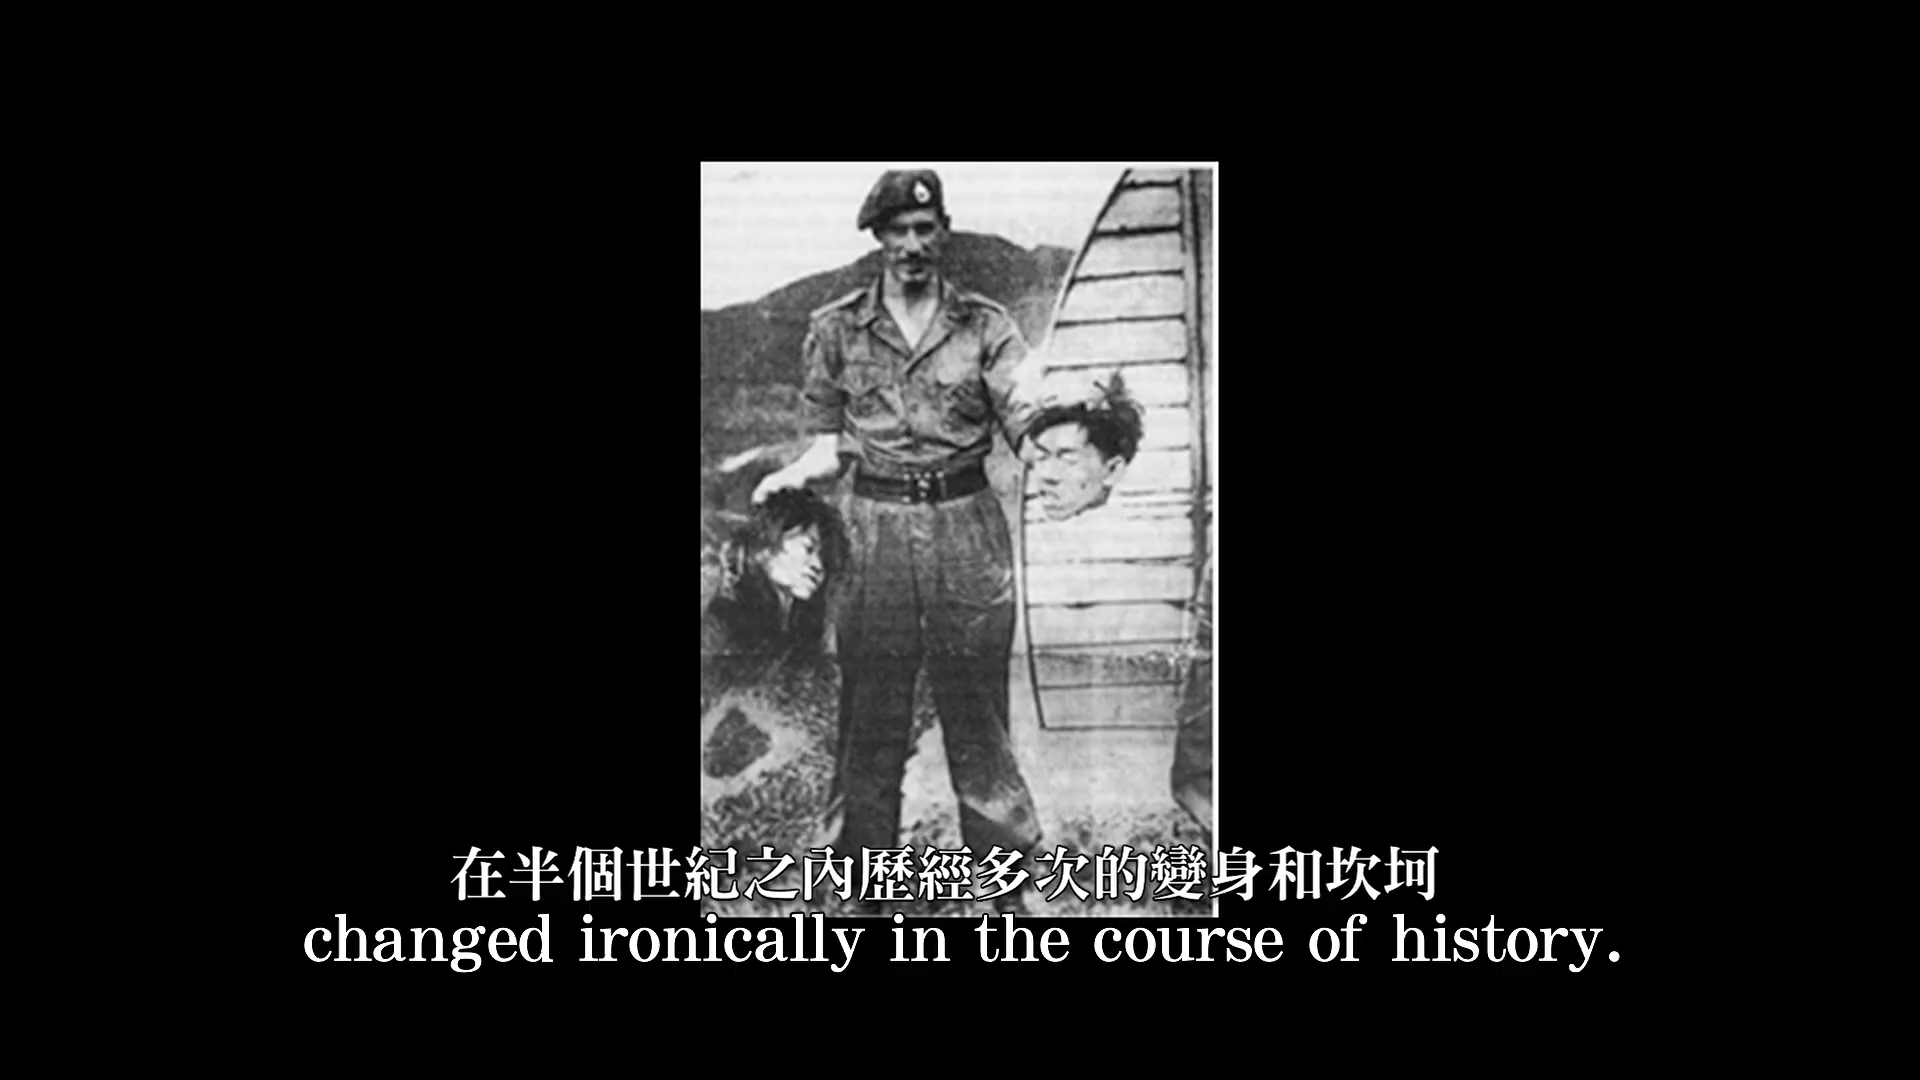 在半個世紀之內歷經多次的變身和坎坷
changed ironically in the course of history.